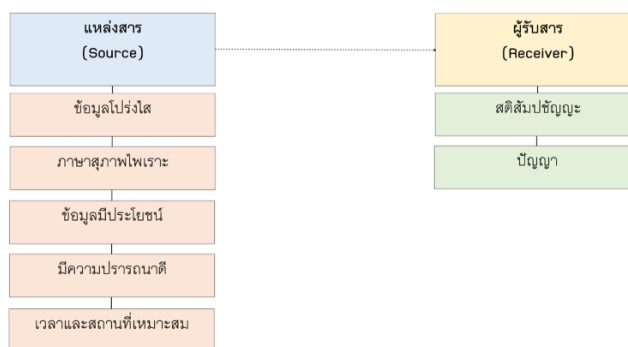 แหล่งสาร
(Source)
ข้อมูลโปร่งใส
ภาษาสุภาพไพเราะ
ข้อมูลมีประโยชน์
มีความปรารถนาดี
เวลาและสถานที่เหมาะสม
ผู้รับสาร
(Receiver)
สติสัมปชัญญะ
ปัญญา